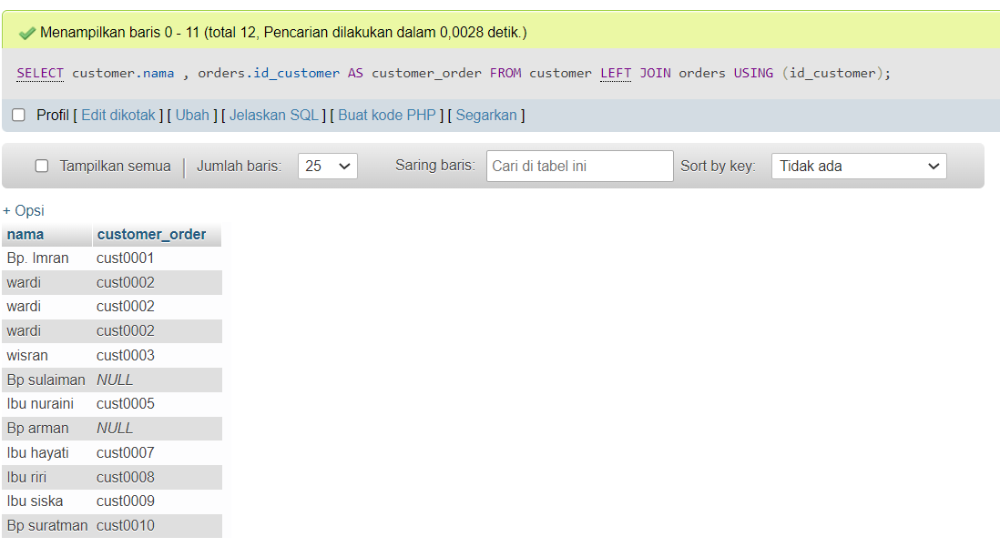 Menampilkan baris 0 - 11 (total 12, Pencarian dilakukan dalam 0,0028 detik.)
SELECT customer.nama , orders.id_customer AS customer_order FROM customer LEFT JOIN orders USING (id_customer);
Profil [ Edit dikotak ] [ Ubah ] [ Jelaskan SQL ] [ Buat kode PHP ] [ Segarkan ]
Tampilkan semua Jumlah baris: 25 Saring baris: Cari di tabel ini Sort by key: Tidak ada
+ Opsi
nama customer_order
Bp. Imran cust0001
wardi cust0002
wardi cust0002
wardi cust0002
wisran cust0003
Bp sulaiman NULL
Ibu nuraini cust0005
Bp arman NULL
Ibu hayati cust0007
Ibu riri cust0008
Ibu siska cust0009
Bp suratman cust0010